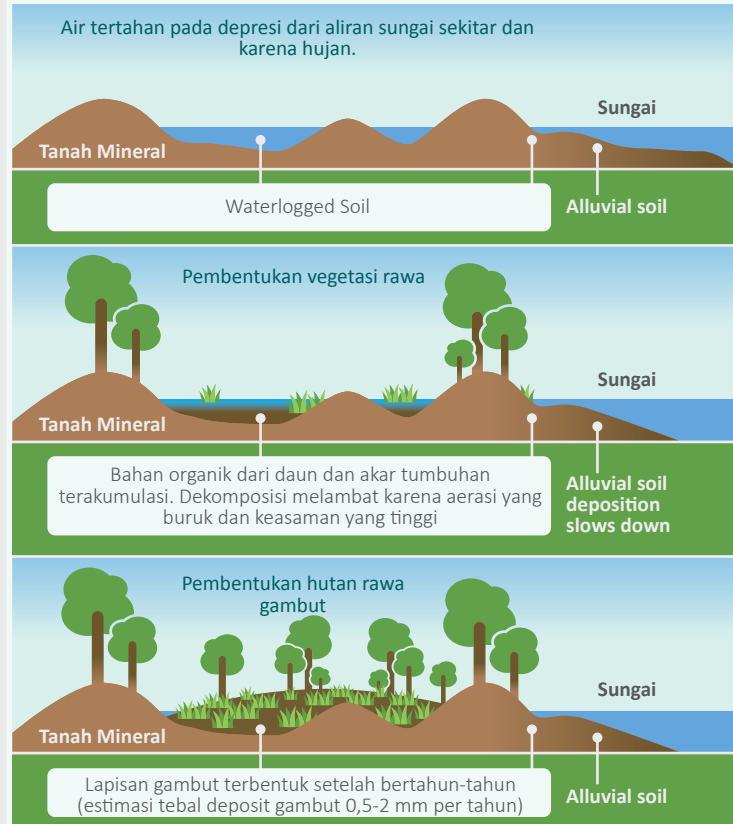 Air tertahan pada depresi dari aliran sungai sekitar dan
karena hujan.
Sungai
Tanah Mineral
Waterlogged Soil
Alluvial soil
Pembentukan vegetasi rawa
Sungai
Tanah Mineral
Bahan organik dari daun dan akar tumbuhan
terakumulasi. Dekomposisi melambat karena aerasi yang
buruk dan keasaman yang tinggi
Alluvial soil
deposition
slows down
Pembentukan hutan rawa
gambut
Sungai
Tanah Mineral
Lapisan gambut terbentuk setelah bertahun-tahun
(estimasi tebal deposit gambut 0,5-2 mm per tahun)
Alluvial soil